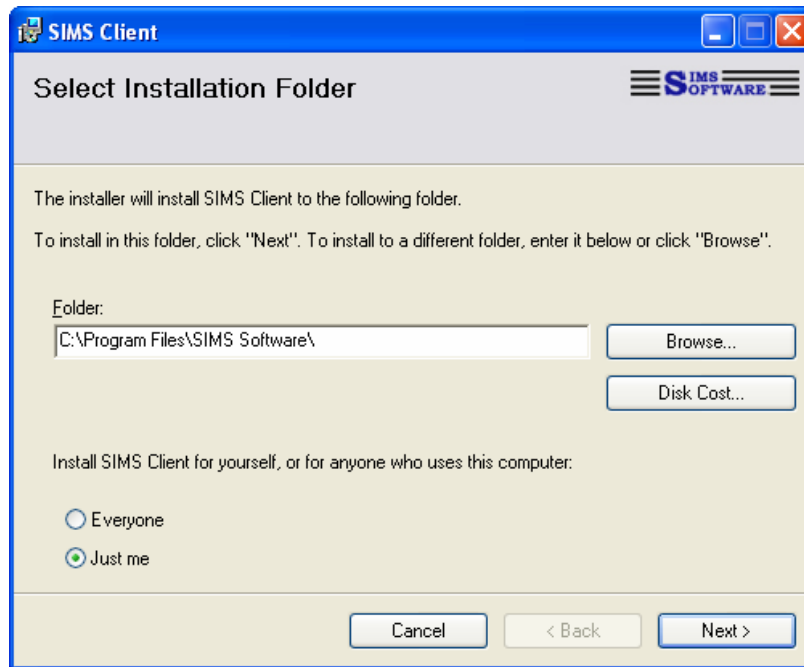 SIMS Client
Select Installation Folder
SIMS
SOFTWARE
The installer will install SIMS Client to the following folder.
To install in this folder, click "Next". To install to a different folder, enter it below or click "Browse".
Folder:
C:\Program Files\SIMS Software\
Browse...
Disk Cost...
Install SIMS Client for yourself, or for anyone who uses this computer:
Everyone
Just me
Cancel
< Back
Next >